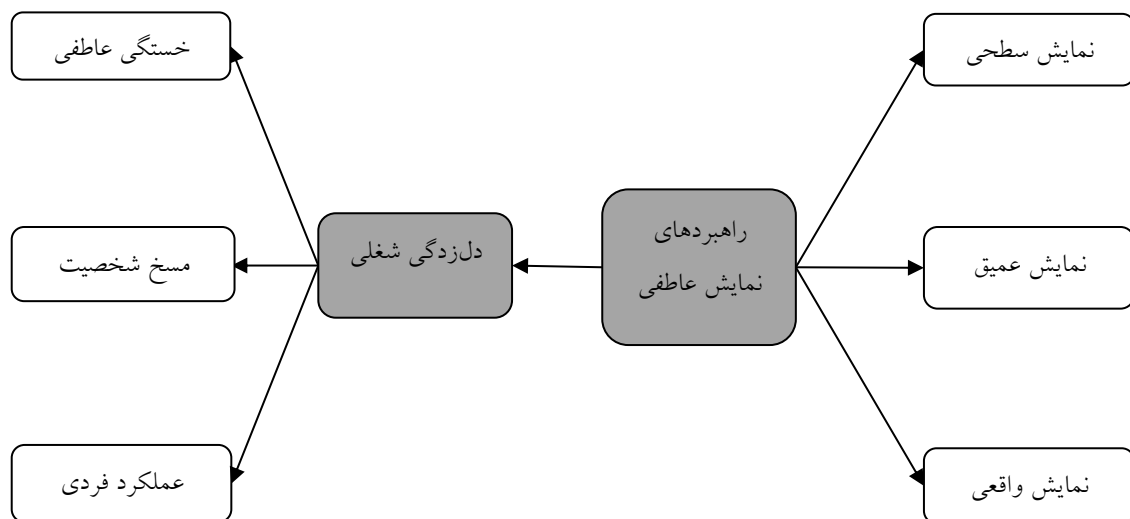 نمایش سطحی
خستگی عاطفی
راهبردهای
نمایش عاطفی
دل‌زدگی شغلی
نمایش عمیق
مسخ شخصیت
نمایش واقعی
عملکرد فردی